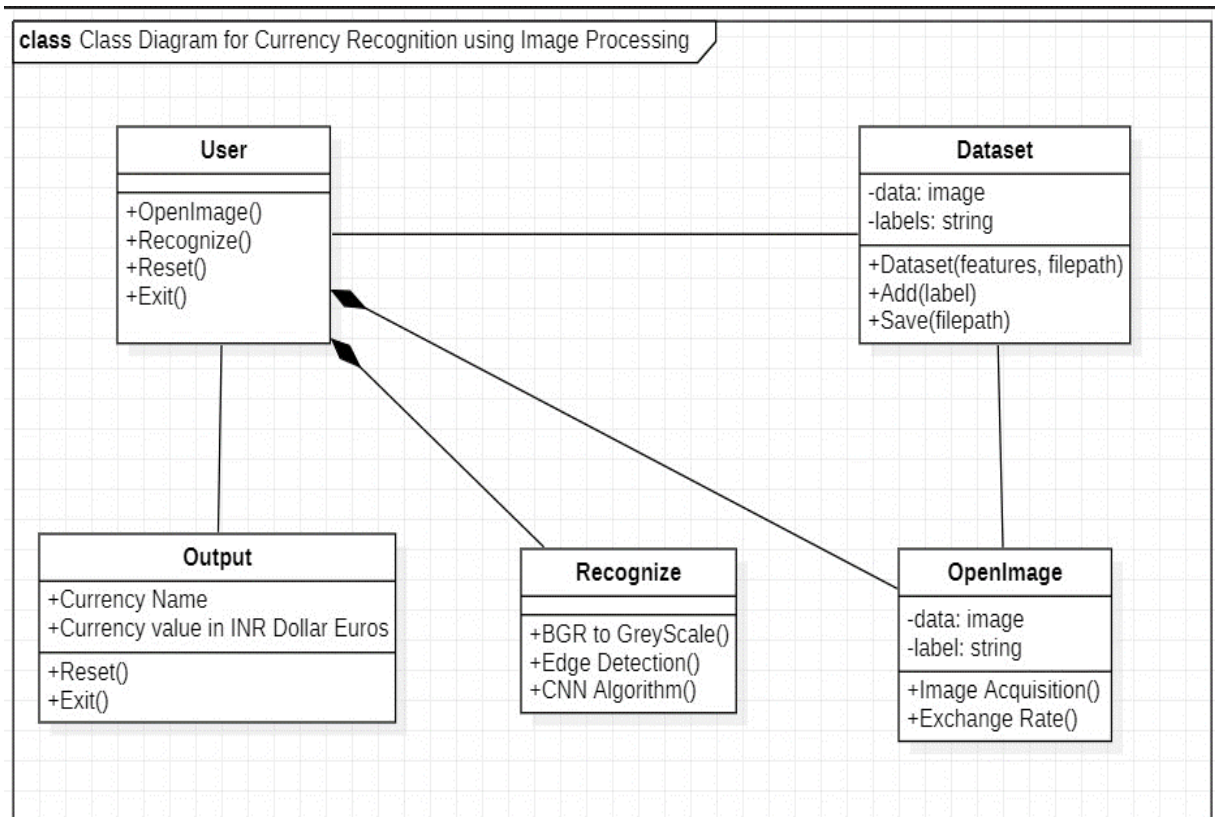 class Class Diagram for Currency Recognition using Image Processing
User
+OpenImage()
+Recognize()
+Reset()
+Exit()
Dataset
-data: image
-labels: string
+Dataset(features, filepath)
+Add(label)
+Save(filepath)
Output
+Currency Name
+Currency value in INR Dollar Euros
+Reset()
+Exit()
Recognize
+BGR to GreyScale()
+Edge Detection()
+CNN Algorithm()
OpenImage
-data: image
-label: string
+Image Acquisition()
+Exchange Rate()